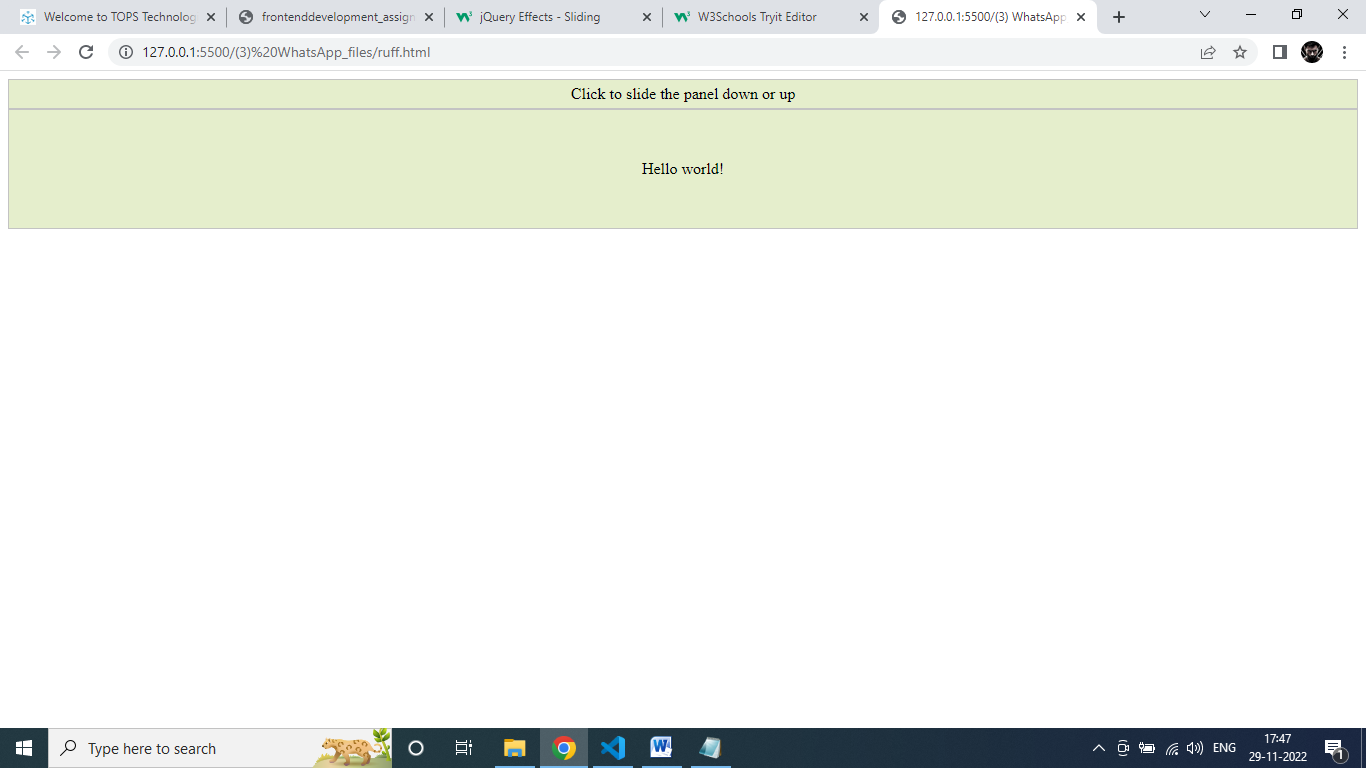 Welcome to TOPS Technolog
frontenddevelopment_assign
jQuery Effects - Sliding
W3Schools Tryit Editor
127.0.0.1:5500/(3) WhatsApp
127.0.0.1:5500/(3)%20WhatsApp_files/ruff.html
Click to slide the panel down or up
Hello world!
Type here to search
ENG
17:47
29-11-2022
1